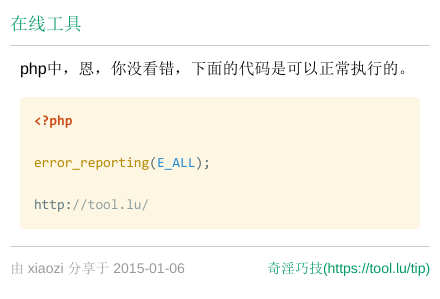 在线工具
php中，恩，你没看错，下面的代码是可以正常执行的。
<?php
error_reporting(E_ALL);
http://tool.lu/
由 xiaozi 分享于 2015-01-06
奇淫巧技(https://tool.lu/tip)